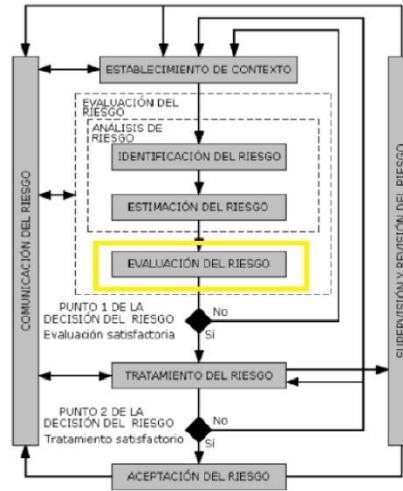 ESTABLECIMIENTO DE CONTEXTO
EVALUACIÓN DEL
RIESGO
ANÁLISIS DE
RIESGO
IDENTIFICACIÓN DEL RIESGO
ESTIMACIÓN DEL RIESGO
EVALUACIÓN DEL RIESGO
COMUNICACIÓN DEL RIESGO
SUPERVISIÓN Y REVISIÓN DEL RIESGO
PUNTO 1 DE LA
DECISIÓN DEL RIESGO
Evaluación satisfactoria
No
Sí
TRATAMIENTO DEL RIESGO
PUNTO 2 DE LA
DECISIÓN DEL RIESGO
Tratamiento satisfactorio
No
Sí
ACEPTACIÓN DEL RIESGO